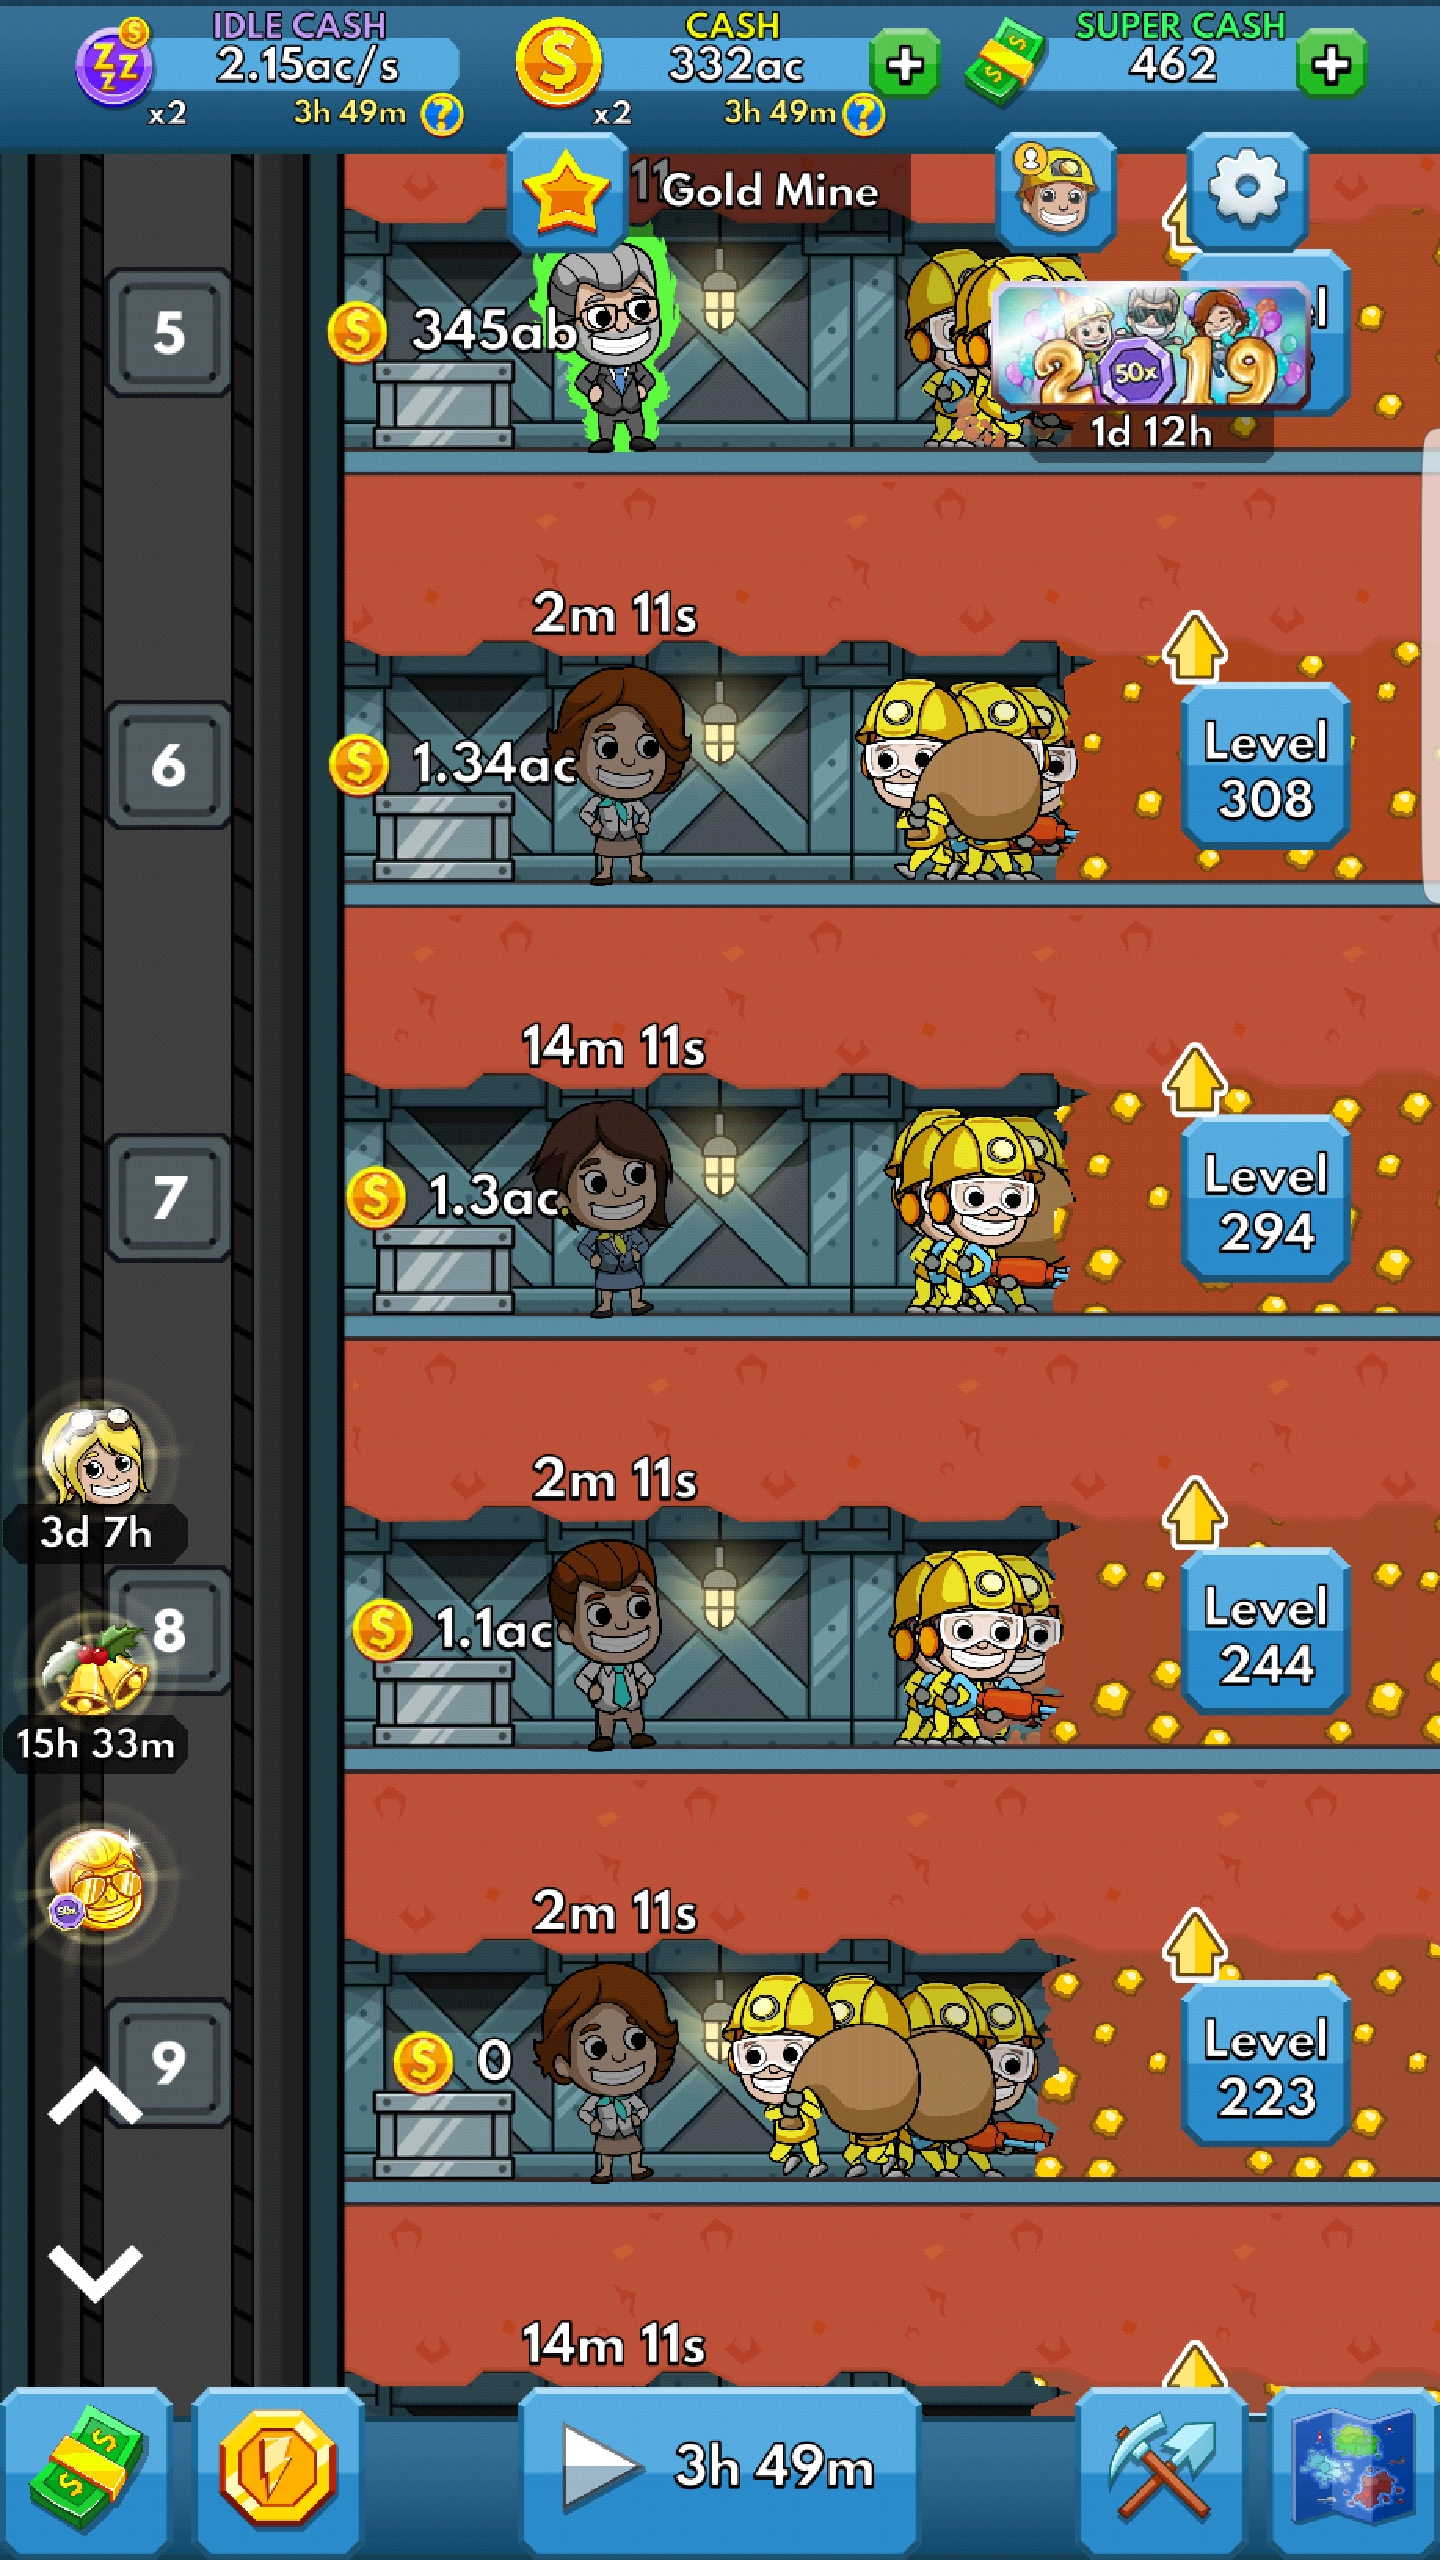 IDLE CASH
2.15ac/s
x2
3h 49m
?
CASH
332ac
x2
3h 49m
?
SUPER CASH
462
Gold Mine
5
345ab
2 50x 19
1d 12h
2m 11s
6
1.34ac
Level
308
14m 11s
7
1.3ac
Level
294
2m 11s
3d 7h
8
1.1ac
Level
244
15h 33m
2m 11s
9
0
Level
223
14m 11s
3h 49m